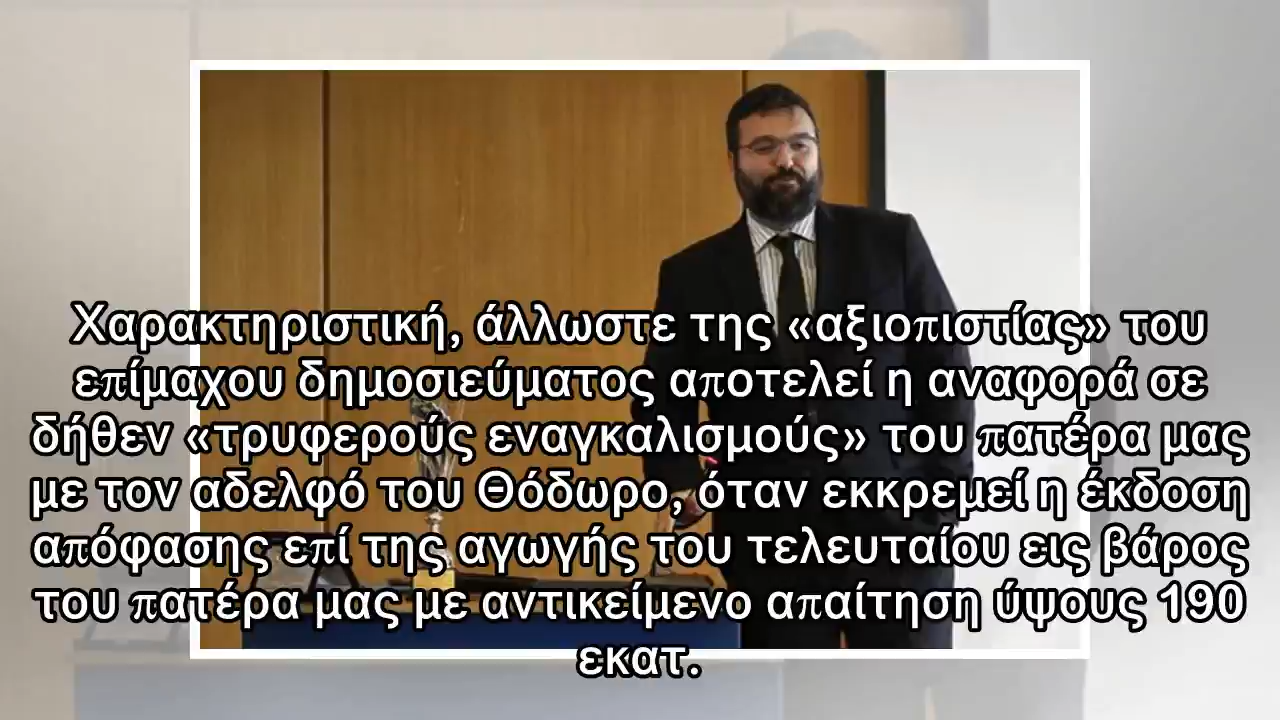 Χαρακτηριστική, άλλωστε της «αξιοπιστίας» του
επίμαχου δημοσιεύματος αποτελεί η αναφορά σε
δήθεν «τρυφερούς εναγκαλισμούς» του πατέρα μας
με τον αδελφό του Θόδωρο, όταν εκκρεμεί η έκδοση
απόφασης επί της αγωγής του τελευταίου εις βάρος
του πατέρα μας με αντικείμενο απαίτηση ύψους 190
εκατ.